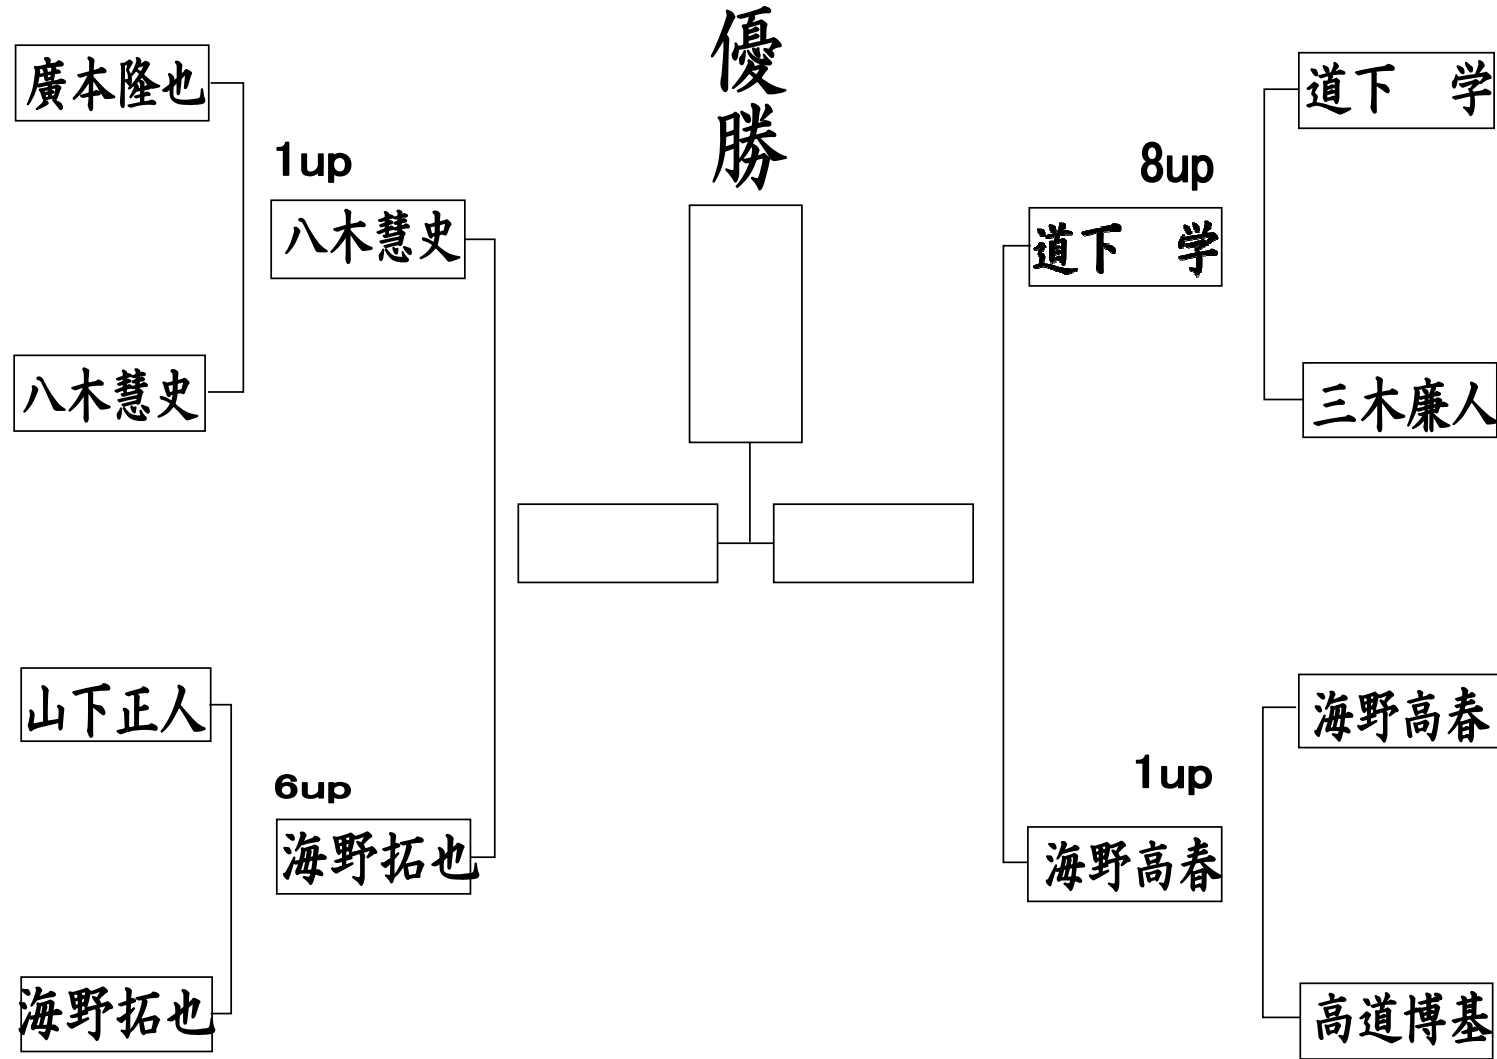 優勝
廣本隆也
1up
八木慧史
八木慧史
山下正人
6up
海野拓也
海野拓也
道下　学
8up
道下　学
三木廉人
海野高春
1up
海野高春
高道博基